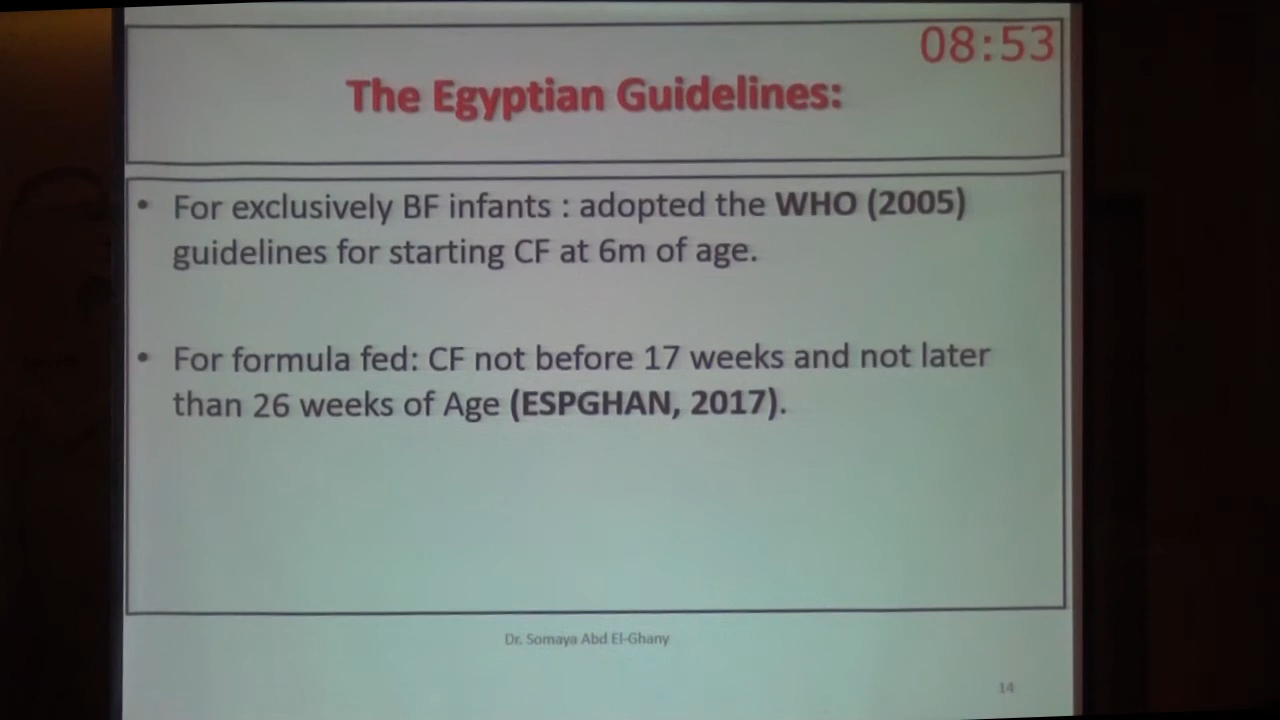 08:53
The Egyptian Guidelines:
• For exclusively BF infants : adopted the WHO (2005)
guidelines for starting CF at 6m of age.
• For formula fed: CF not before 17 weeks and not later
than 26 weeks of Age (ESPGHAN, 2017).
Dr. Somaya Abd El-Ghany
14